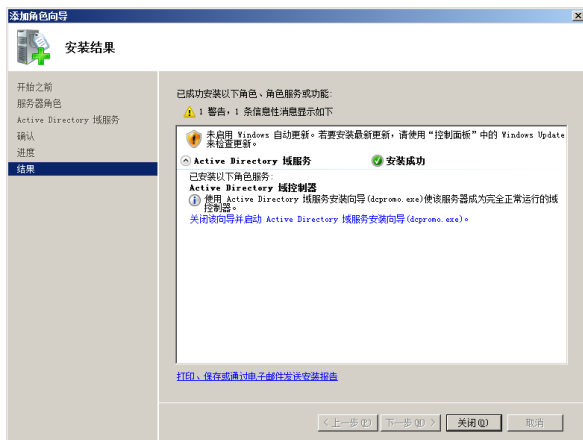 添加角色向导
安装结果
开始之前
服务器角色
Active Directory 域服务
确认
进度
结果
已成功安装以下角色、角色服务或功能:
1 警告，1 条信息性消息显示如下
未启用 Windows 自动更新。若要安装最新更新，请使用“控制面板”中的 Windows Update
来检查更新。
Active Directory 域服务 安装成功
已安装以下角色服务:
Active Directory 域控制器
使用 Active Directory 域服务安装向导(dcpromo.exe)使该服务器成为完全正常运行的域
控制器。
关闭该向导并启动 Active Directory 域服务安装向导(dcpromo.exe)。
打印、保存或通过电子邮件发送安装报告
< 上一步(P) 下一步(N) > 关闭(O) 取消